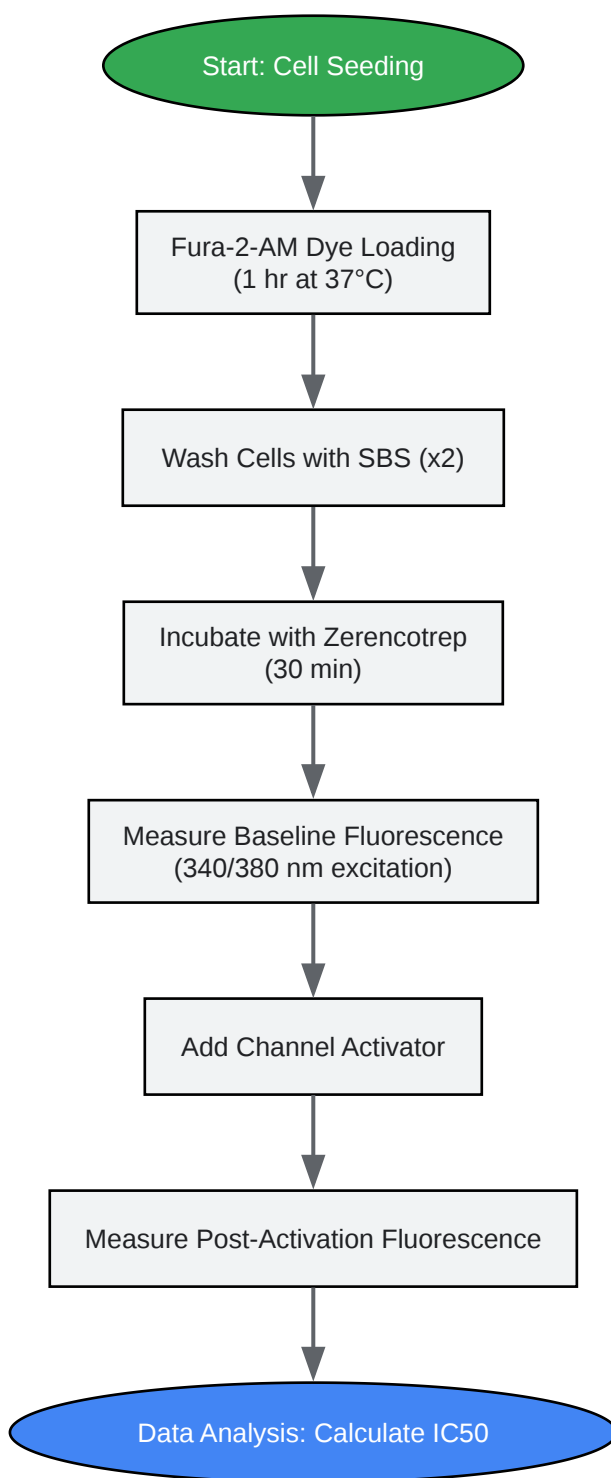 Start: Cell Seeding
Fura-2-AM Dye Loading
(1 hr at 37°C)
Wash Cells with SBS (x2)
Incubate with Zerencotrep
(30 min)
Measure Baseline Fluorescence
(340/380 nm excitation)
Add Channel Activator
Measure Post-Activation Fluorescence
Data Analysis: Calculate IC50